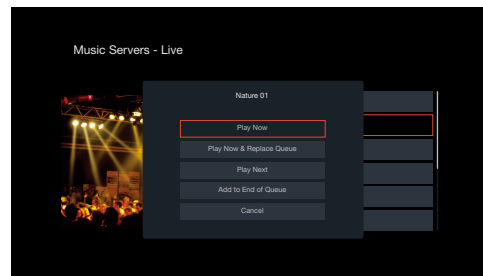 Music Servers - Live
Nature 01
Play Now
Play Now & Replace Queue
Play Next
Add to End of Queue
Cancel